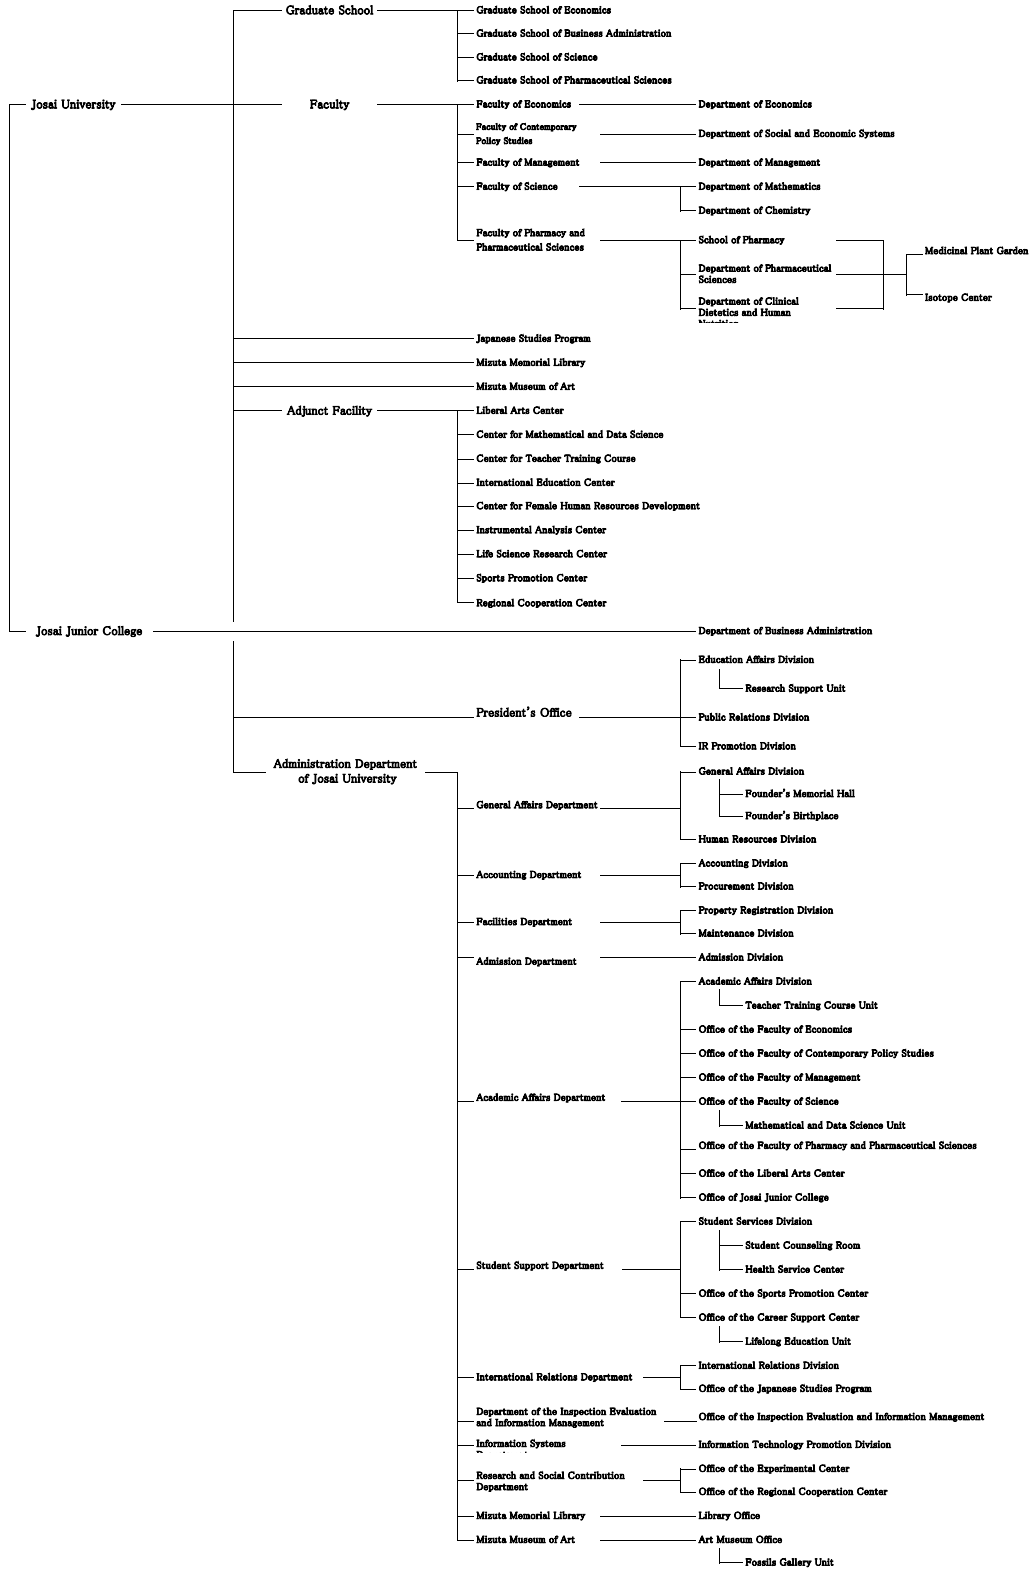 Graduate School
Graduate School of Economics
Graduate School of Business Administration
Graduate School of Science
Graduate School of Pharmaceutical Sciences
Josai University
Faculty
Faculty of Economics
Department of Economics
Faculty of Contemporary
Policy Studies
Department of Social and Economic Systems
Faculty of Management
Department of Management
Faculty of Science
Department of Mathematics
Department of Chemistry
Faculty of Pharmacy and
Pharmaceutical Sciences
School of Pharmacy
Department of Pharmaceutical
Sciences
Department of Clinical
Dietetics and Human
Medicinal Plant Garden
Isotope Center
Japanese Studies Program
Mizuta Memorial Library
Mizuta Museum of Art
Adjunct Facility
Liberal Arts Center
Center for Mathematical and Data Science
Center for Teacher Training Course
International Education Center
Center for Female Human Resources Development
Instrumental Analysis Center
Life Science Research Center
Sports Promotion Center
Regional Cooperation Center
Josai Junior College
Department of Business Administration
President's Office
Education Affairs Division
Research Support Unit
Public Relations Division
IR Promotion Division
Administration Department
of Josai University
General Affairs Department
General Affairs Division
Founder's Memorial Hall
Founder's Birthplace
Human Resources Division
Accounting Department
Accounting Division
Procurement Division
Facilities Department
Property Registration Division
Maintenance Division
Admission Department
Admission Division
Academic Affairs Department
Academic Affairs Division
Teacher Training Course Unit
Office of the Faculty of Economics
Office of the Faculty of Contemporary Policy Studies
Office of the Faculty of Management
Office of the Faculty of Science
Mathematical and Data Science Unit
Office of the Faculty of Pharmacy and Pharmaceutical Sciences
Office of the Liberal Arts Center
Office of Josai Junior College
Student Support Department
Student Services Division
Student Counseling Room
Health Service Center
Office of the Sports Promotion Center
Office of the Career Support Center
Lifelong Education Unit
International Relations Department
International Relations Division
Office of the Japanese Studies Program
Department of the Inspection Evaluation
and Information Management
Office of the Inspection Evaluation and Information Management
Information Systems
Information Technology Promotion Division
Research and Social Contribution
Department
Office of the Experimental Center
Office of the Regional Cooperation Center
Mizuta Memorial Library
Library Office
Mizuta Museum of Art
Art Museum Office
Fossils Gallery Unit